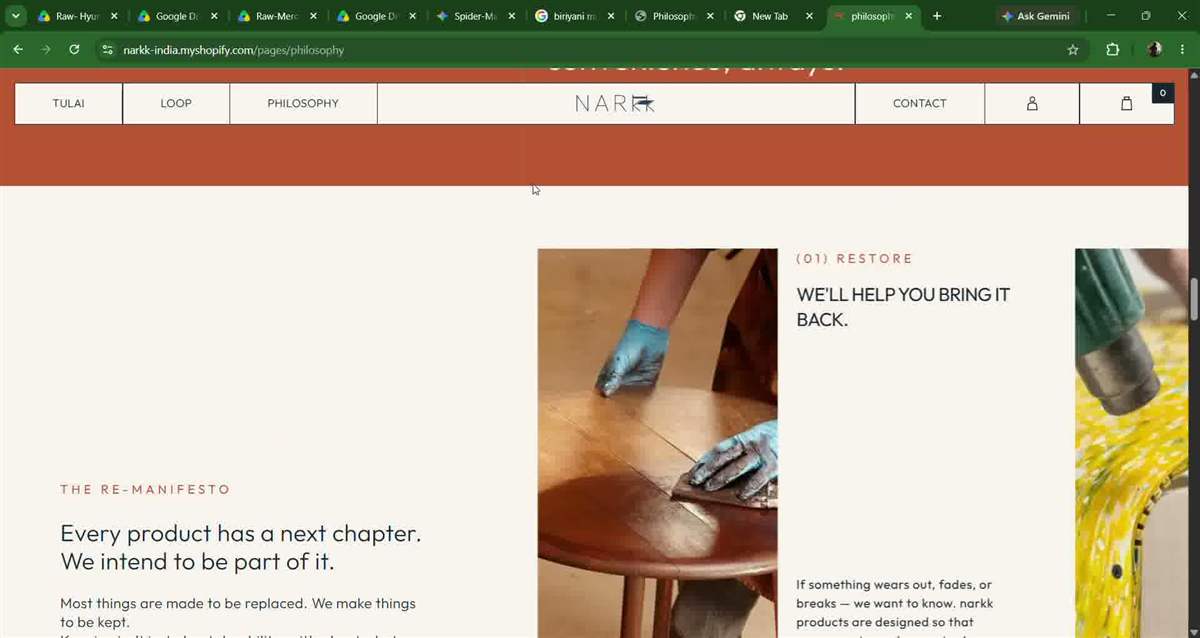 Raw- Hyu
Google D
Raw-Merc
Google D
Spider-Ma
biriyani m
Philosoph
New Tab
philosoph
Ask Gemini
narkk-india.myshopify.com/pages/philosophy
TULAI
LOOP
PHILOSOPHY
NARKK
CONTACT
0
(01) RESTORE
WE'LL HELP YOU BRING IT
BACK.
THE RE-MANIFESTO
Every product has a next chapter.
We intend to be part of it.
Most things are made to be replaced. We make things
to be kept.
If something wears out, fades, or
breaks — we want to know. narkk
products are designed so that